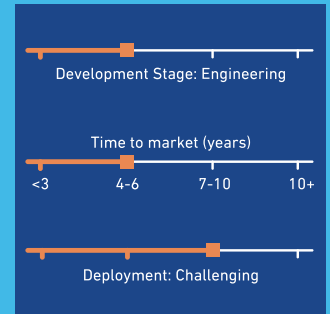 Development Stage: Engineering
Time to market (years)
<3 4-6 7-10 10+
Deployment: Challenging